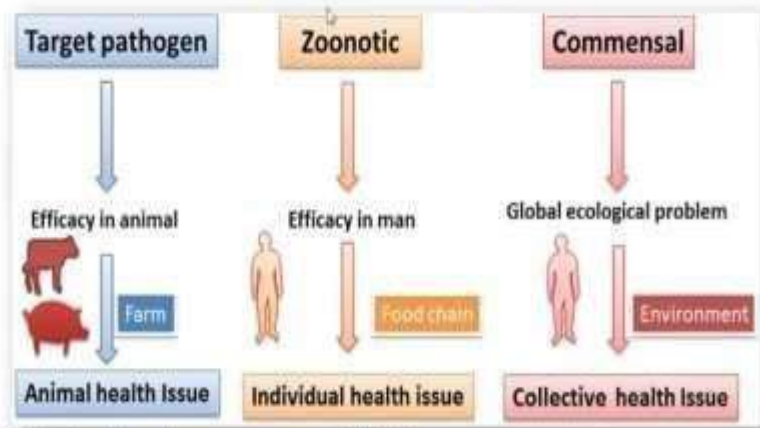 Target pathogen
Zoonotic
Commensal
Efficacy in animal
Efficacy in man
Global ecological problem
Farm
Food chain
Environment
Animal health Issue
Individual health issue
Collective health Issue